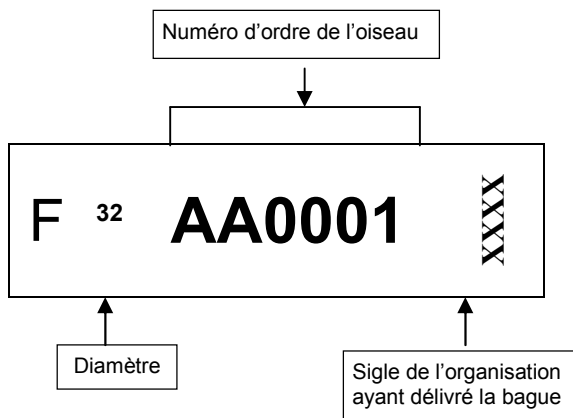 Numéro d'ordre de l'oiseau
F 32 AA0001 XXXX
Diamètre
Sigle de l'organisation
ayant délivré la bague